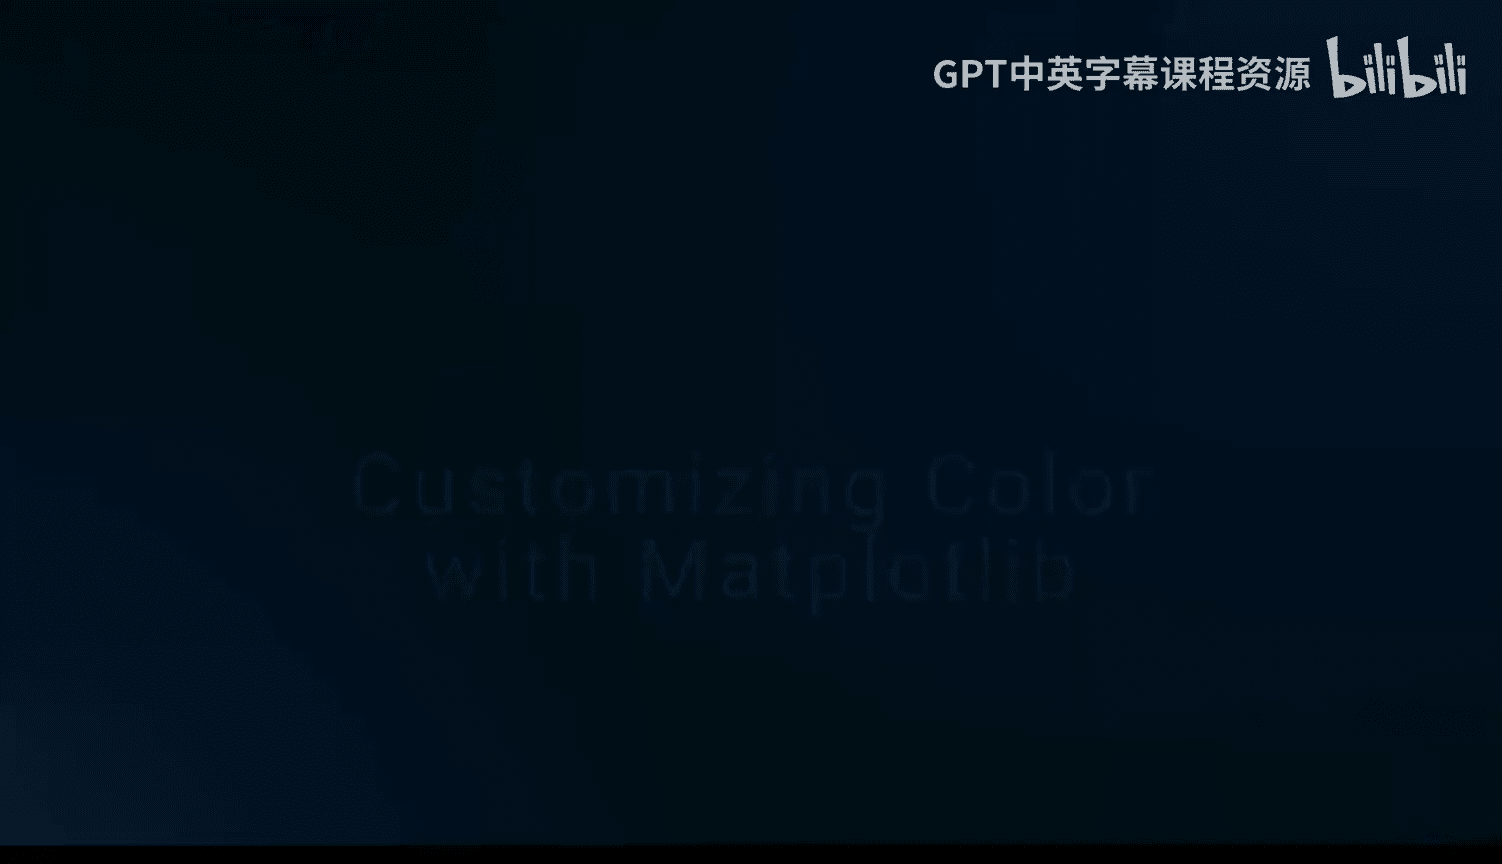 GPT中英字幕课程资源 bilibili
Customizing Color
with Matplotlib